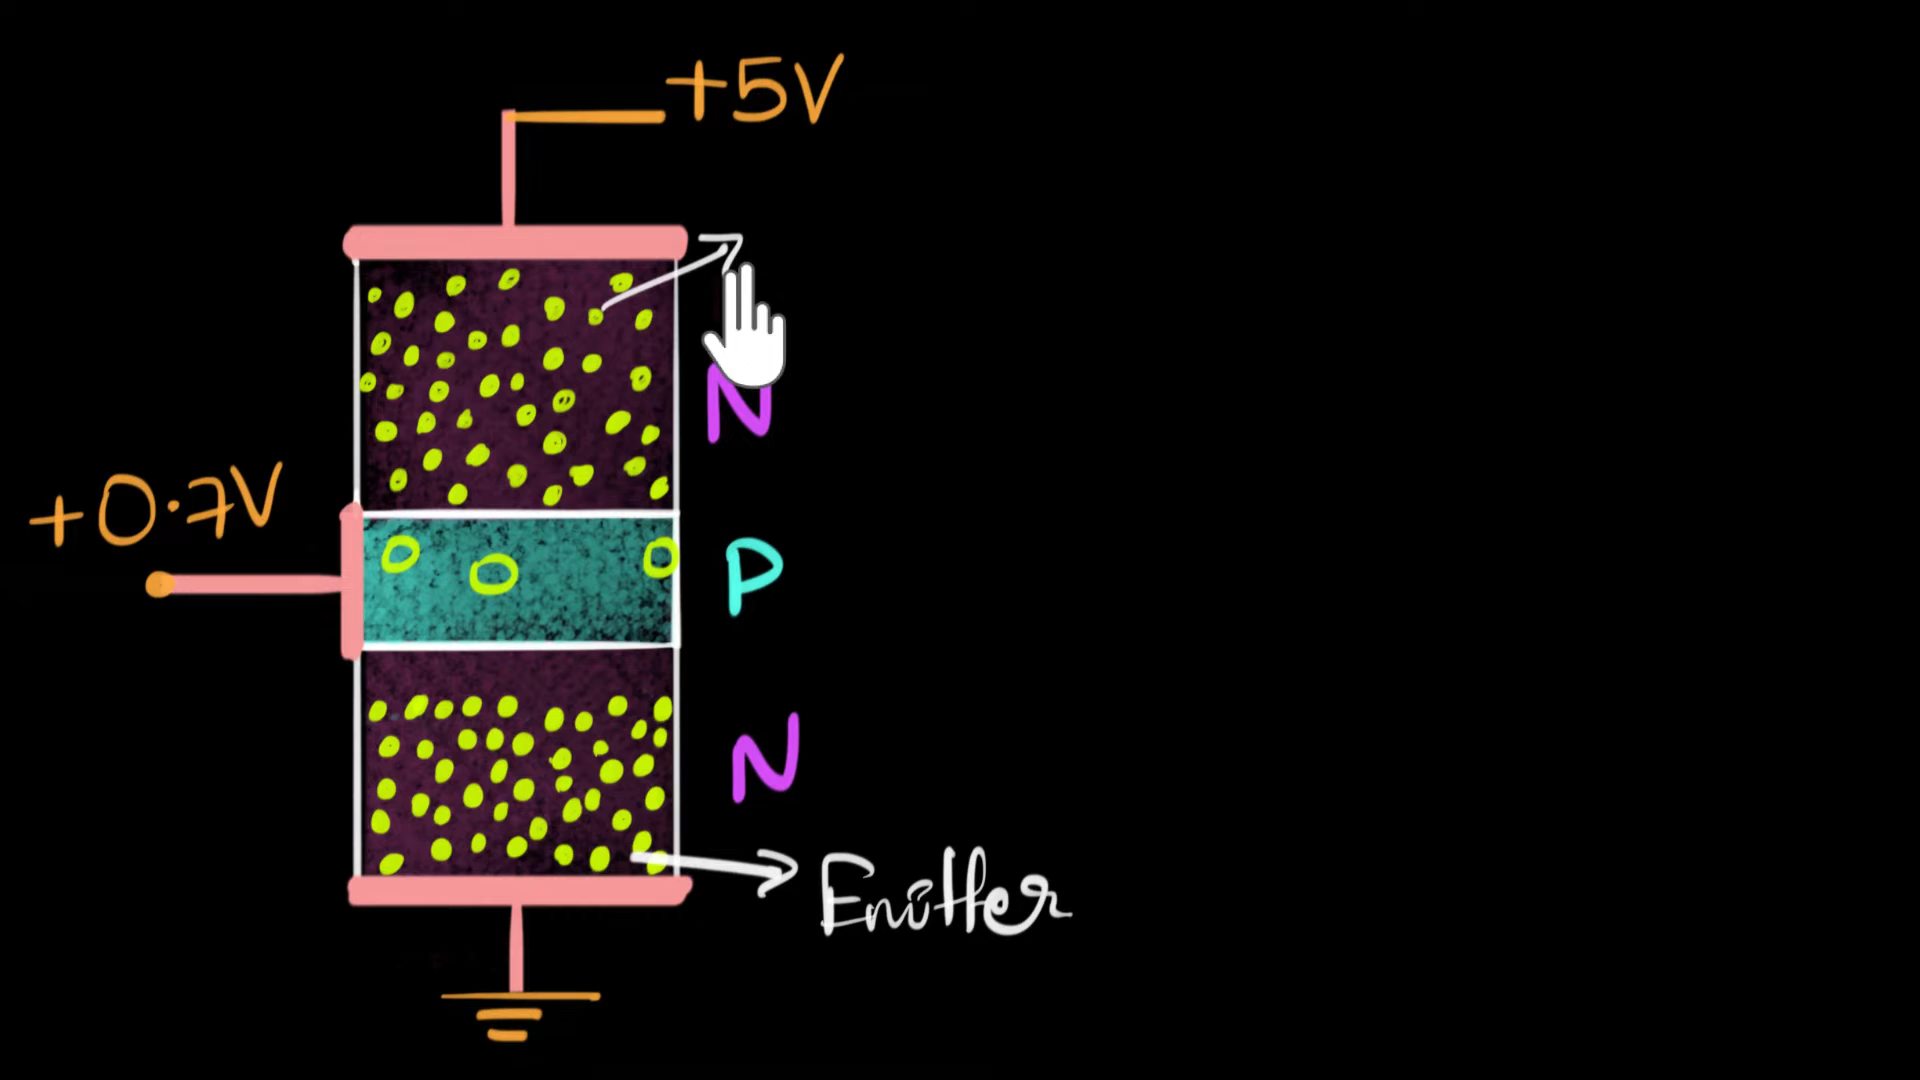 +5V
N
+0.7V
P
N
Emitter